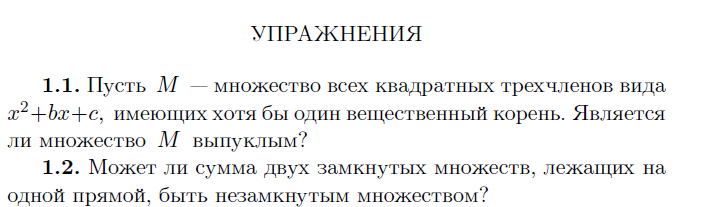 УПРАЖНЕНИЯ
1.1. Пусть M — множество всех квадратных трехчленов вида
x²+bx+c, имеющих хотя бы один вещественный корень. Является
ли множество M выпуклым?
1.2. Может ли сумма двух замкнутых множеств, лежащих на
одной прямой, быть незамкнутым множеством?